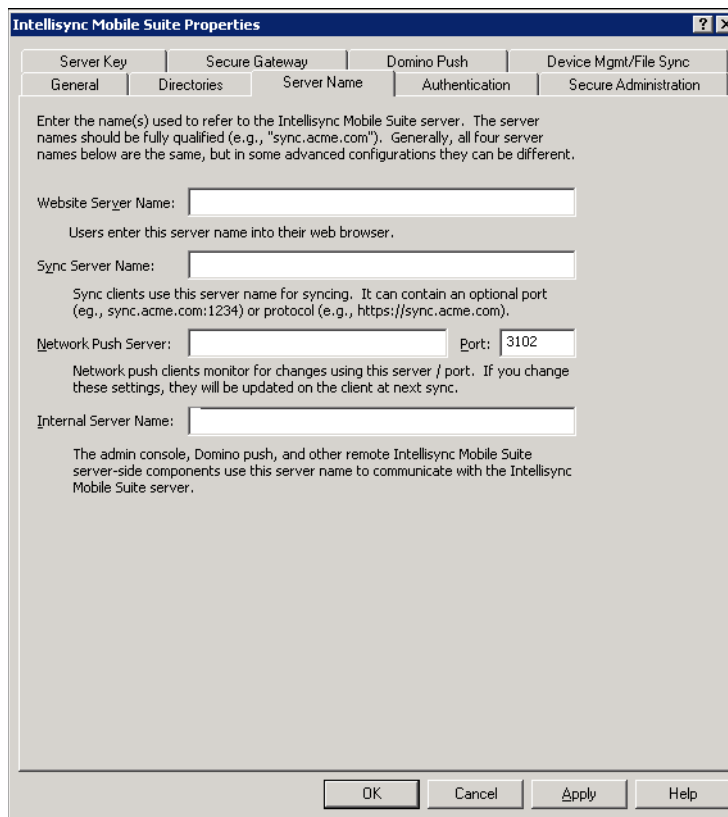 Intellisync Mobile Suite Properties
Server Key Secure Gateway Domino Push Device Mgmt/File Sync
General Directories Server Name Authentication Secure Administration
Enter the name(s) used to refer to the Intellisync Mobile Suite server. The server
names should be fully qualified (e.g., "sync.acme.com"). Generally, all four server
names below are the same, but in some advanced configurations they can be different.
Website Server Name:
Users enter this server name into their web browser.
Sync Server Name:
Sync clients use this server name for syncing. It can contain an optional port
(eg., sync.acme.com:1234) or protocol (e.g., https://sync.acme.com).
Network Push Server: Port: 3102
Network push clients monitor for changes using this server / port. If you change
these settings, they will be updated on the client at next sync.
Internal Server Name:
The admin console, Domino push, and other remote Intellisync Mobile Suite
server-side components use this server name to communicate with the Intellisync
Mobile Suite server.
OK Cancel Apply Help